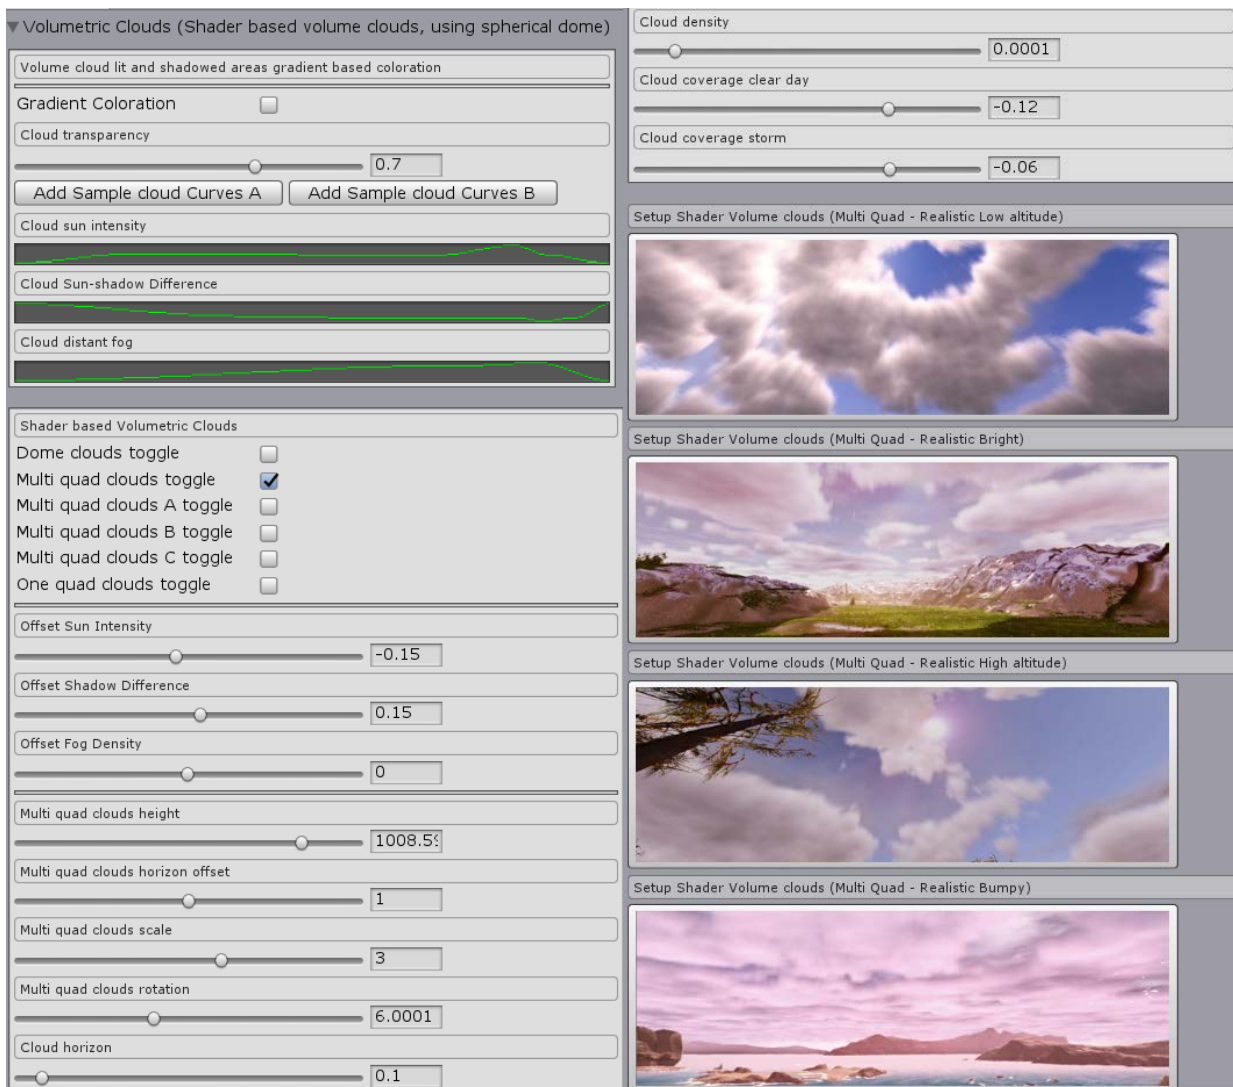 Volumetric Clouds (Shader based volume clouds, using spherical dome)
Volume cloud lit and shadowed areas gradient based coloration
Gradient Coloration
Cloud transparency
0.7
Add Sample cloud Curves A
Add Sample cloud Curves B
Cloud sun intensity
Cloud Sun-shadow Difference
Cloud distant fog
Shader based Volumetric Clouds
Dome clouds toggle
Multi quad clouds toggle
Multi quad clouds A toggle
Multi quad clouds B toggle
Multi quad clouds C toggle
One quad clouds toggle
Offset Sun Intensity
-0.15
Offset Shadow Difference
0.15
Offset Fog Density
0
Multi quad clouds height
1008.59
Multi quad clouds horizon offset
1
Multi quad clouds scale
3
Multi quad clouds rotation
6.0001
Cloud horizon
0.1
Cloud density
0.0001
Cloud coverage clear day
-0.12
Cloud coverage storm
-0.06
Setup Shader Volume clouds (Multi Quad - Realistic Low altitude)
Setup Shader Volume clouds (Multi Quad - Realistic Bright)
Setup Shader Volume clouds (Multi Quad - Realistic High altitude)
Setup Shader Volume clouds (Multi Quad - Realistic Bumpy)